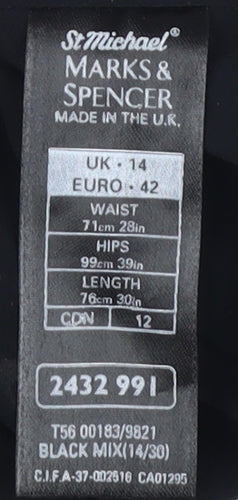 St Michael®
MARKS &
SPENCER
MADE IN THE U.K.
UK · 14
EURO · 42
WAIST
71cm 28in
HIPS
99cm 39in
LENGTH
76cm 30in
CDN 12
2432 991
T56 00183/9821
BLACK MIX(14/30)
C.I.F.A-37-002516 CA01295